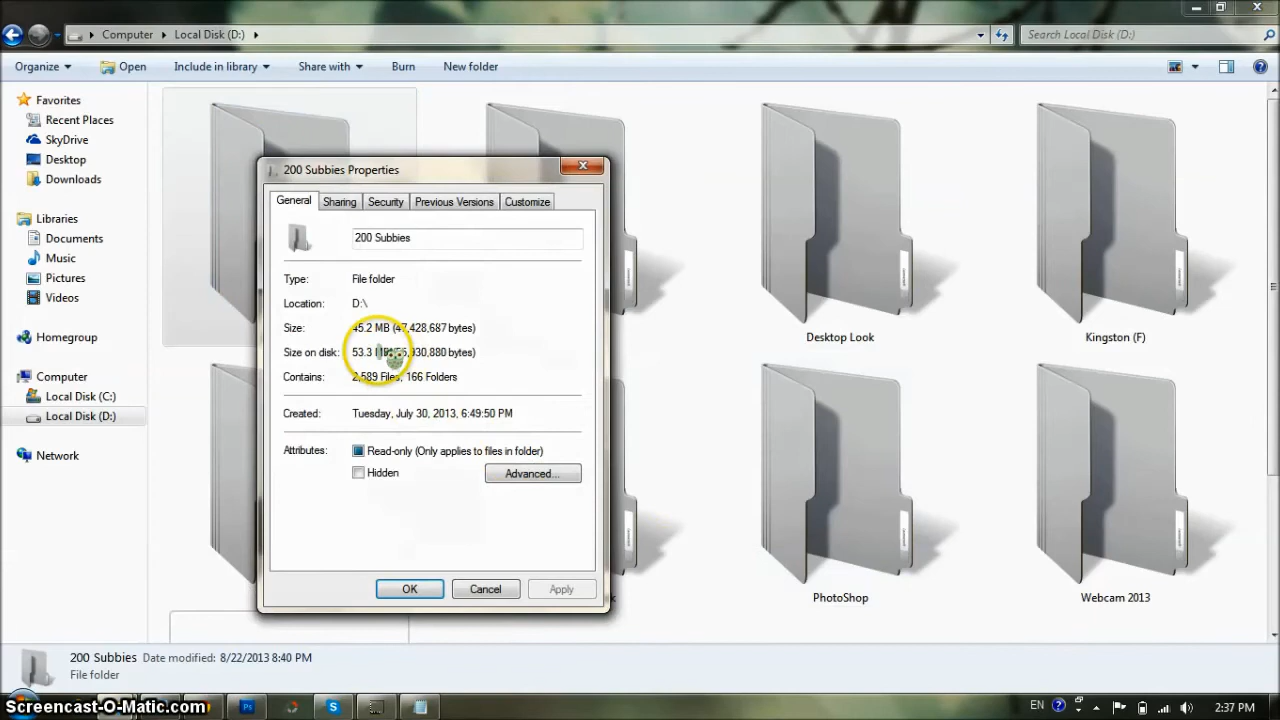 Computer Local Disk (D:)
Search Local Disk (D:)
Organize Open Include in library Share with Burn New folder
Favorites
Recent Places
SkyDrive
Desktop
Downloads
Libraries
Documents
Music
Pictures
Videos
Homegroup
Computer
Local Disk (C:)
Local Disk (D:)
Network
200 Subbies Properties
General Sharing Security Previous Versions Customize
200 Subbies
Type: File folder
Location: D:\
Size: 45.2 MB (47,428,687 bytes)
Size on disk: 53.3 930,880 bytes)
Contains: 2,589 Files, 166 Folders
Created: Tuesday, July 30, 2013, 6:49:50 PM
Attributes: Read-only (Only applies to files in folder)
Hidden Advanced...
OK Cancel Apply
Desktop Look
Kingston (F)
PhotoShop
Webcam 2013
200 Subbies Date modified: 8/22/2013 8:40 PM
File folder
Screencast-O-Matic.com
EN 2:37 PM